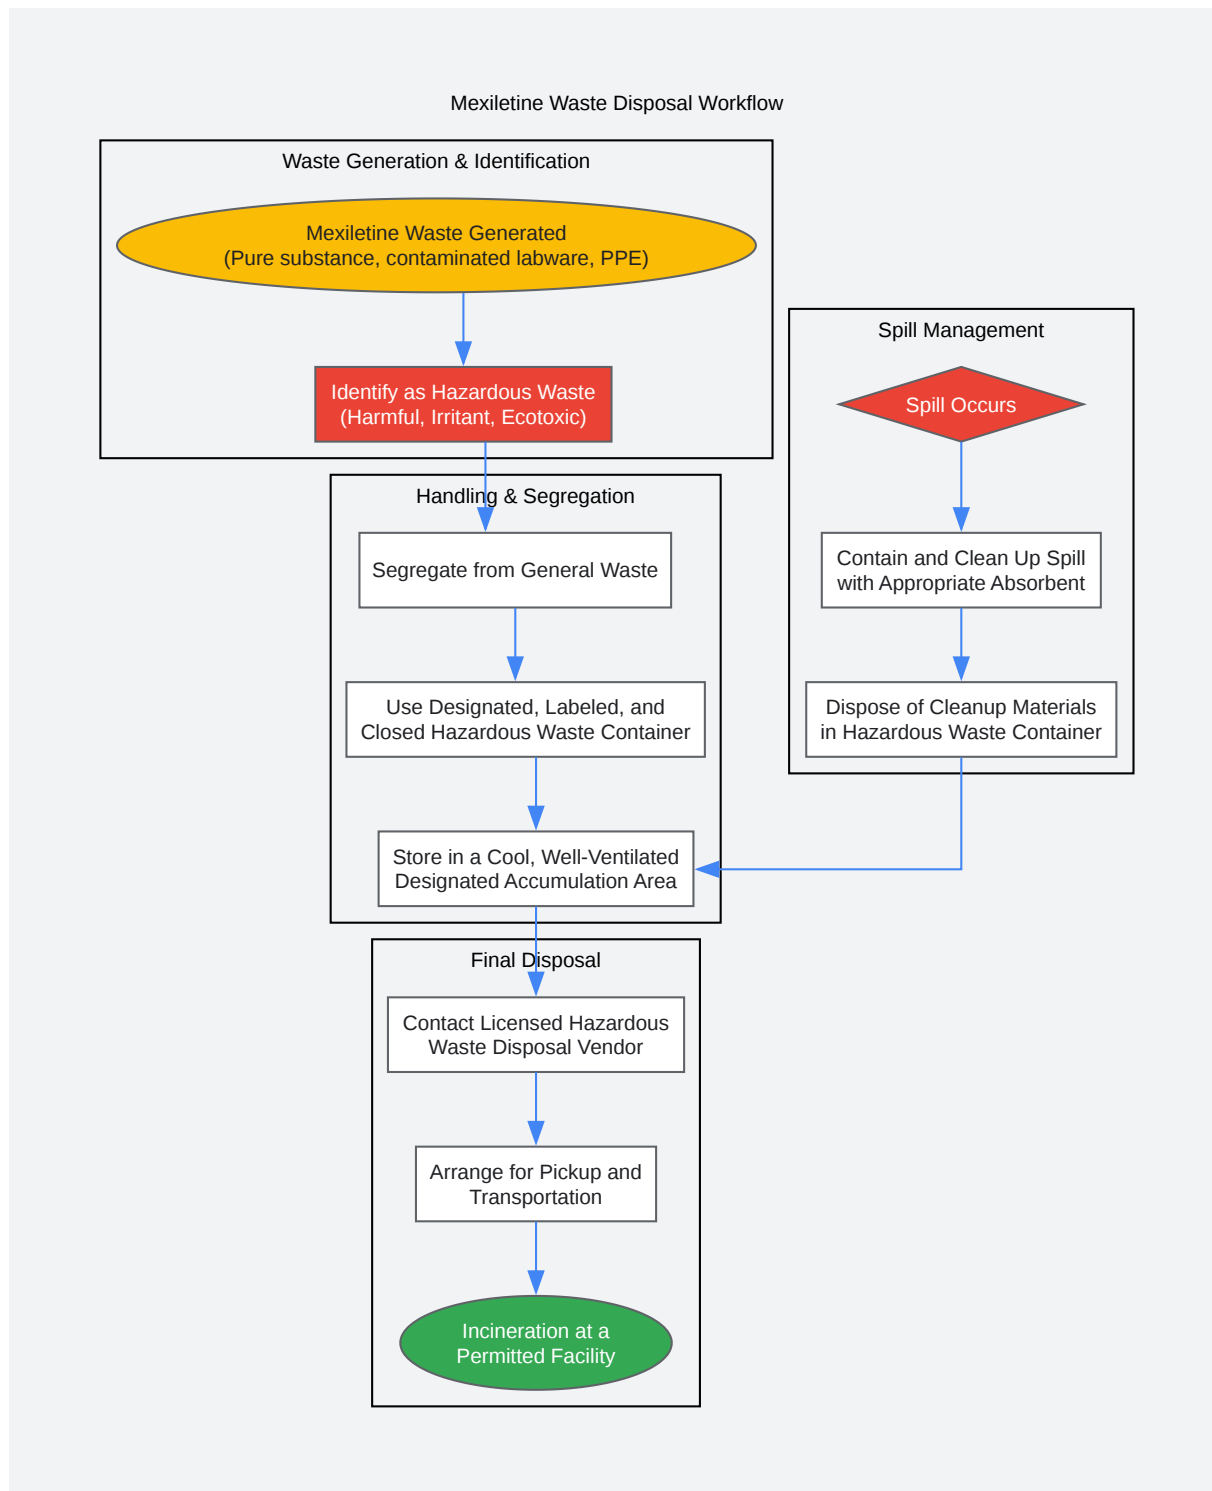 Mexiletine Waste Disposal Workflow
Waste Generation & Identification
Mexiletine Waste Generated
(Pure substance, contaminated labware, PPE)
Identify as Hazardous Waste
(Harmful, Irritant, Ecotoxic)
Handling & Segregation
Segregate from General Waste
Use Designated, Labeled, and
Closed Hazardous Waste Container
Store in a Cool, Well-Ventilated
Designated Accumulation Area
Spill Management
Spill Occurs
Contain and Clean Up Spill
with Appropriate Absorbent
Dispose of Cleanup Materials
in Hazardous Waste Container
Final Disposal
Contact Licensed Hazardous
Waste Disposal Vendor
Arrange for Pickup and
Transportation
Incineration at a
Permitted Facility